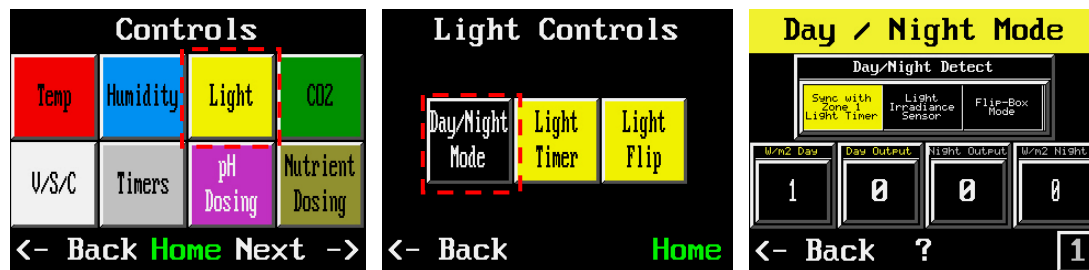 Controls
Temp
Humidity
Light
CO2
V/S/C
Timers
pH
Dosing
Nutrient
Dosing
<- Back Home Next ->
Light Controls
Day/Night
Mode
Light
Timer
Light
Flip
<- Back Home
Day / Night Mode
Day/Night Detect
Sync with
Zone 1
Light Timer
Light
Irradiance
Sensor
Flip-Box
Mode
W/m2 Day
Day Output
Night Output
W/m2 Night
1
0
0
0
<- Back ? 1